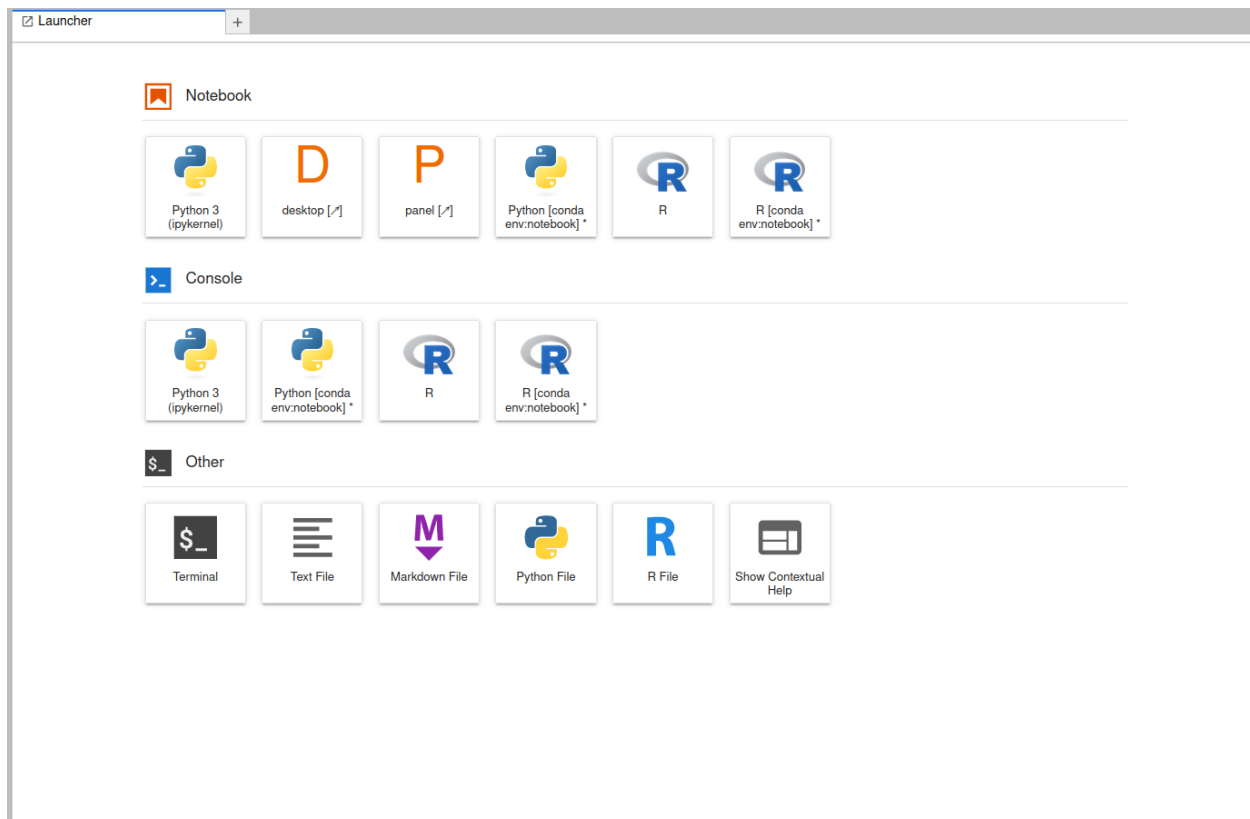 Launcher
+
Notebook
Python 3
(ipykernel)
D
desktop [↗]
P
panel [↗]
Python [conda
env:notebook] *
R
R
R
R [conda
env:notebook] *
>_
Console
Python 3
(ipykernel)
Python [conda
env:notebook] *
R
R
R
R [conda
env:notebook] *
$_
Other
$_
Terminal
Text File
M
Markdown File
Python File
R
R File
Show Contextual
Help